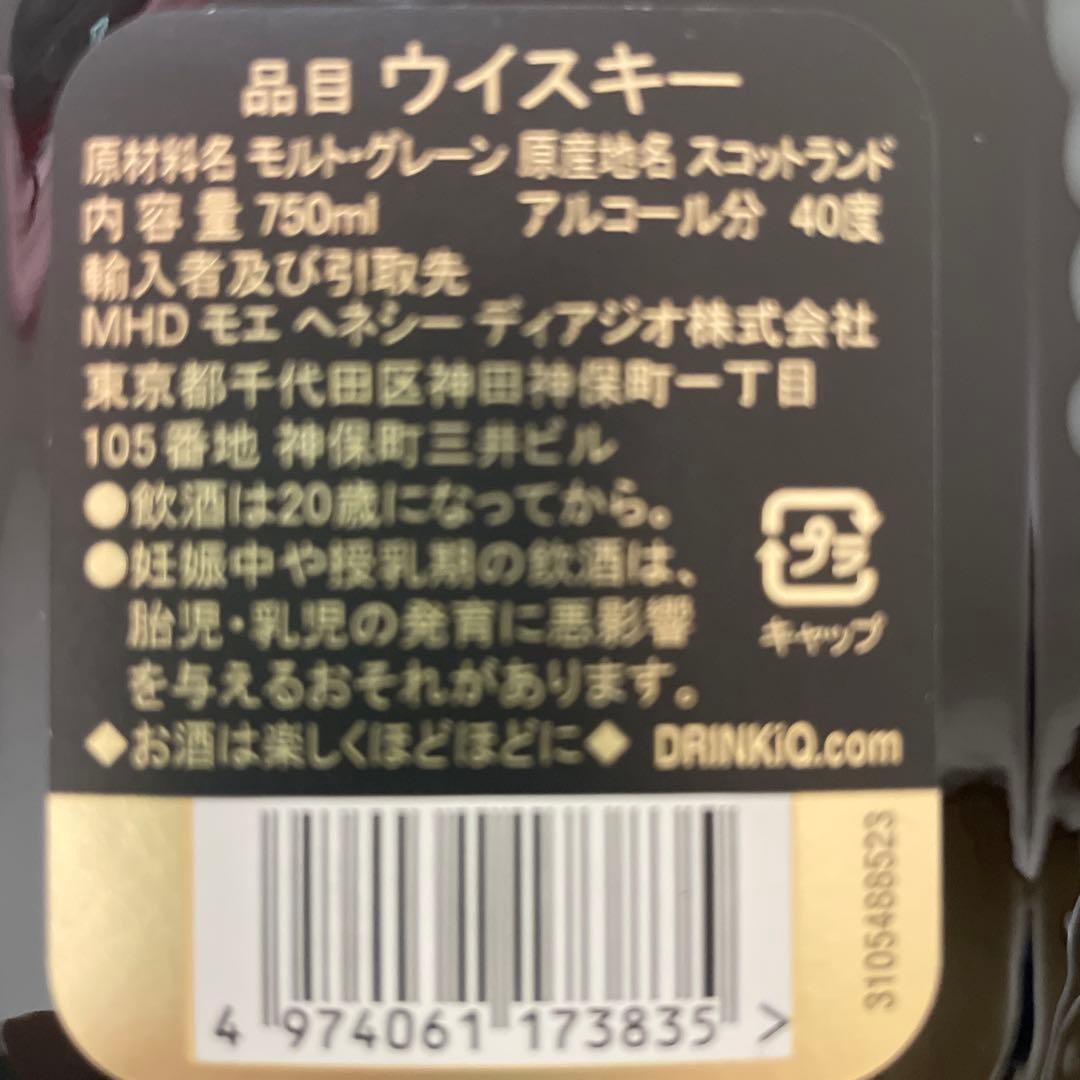 品目 ウイスキー
原材料名 モルト・グレーン 原産地名 スコットランド
内容量 750ml アルコール分 40度
輸入者及び引取先
MHD モエ ヘネシー ディアジオ株式会社
東京都千代田区神田神保町一丁目
105番地 神保町三井ビル
●飲酒は20歳になってから。
●妊娠中や授乳期の飲酒は、
胎児・乳児の発育に悪影響
を与えるおそれがあります。
プラ
キャップ
◆お酒は楽しくほどほどに◆ DRINKiQ.com
3105488523
4 974061 173835 >